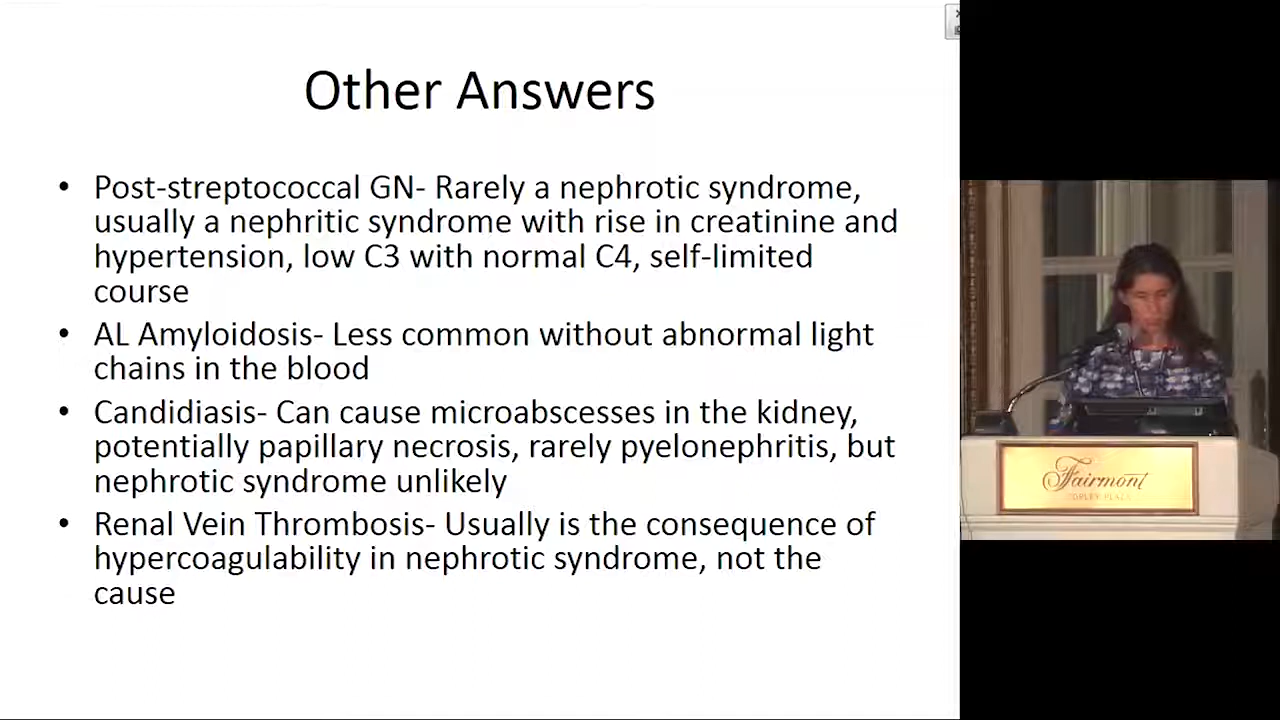 Other Answers
• Post-streptococcal GN- Rarely a nephrotic syndrome,
usually a nephritic syndrome with rise in creatinine and
hypertension, low C3 with normal C4, self-limited
course
• AL Amyloidosis- Less common without abnormal light
chains in the blood
• Candidiasis- Can cause microabscesses in the kidney,
potentially papillary necrosis, rarely pyelonephritis, but
nephrotic syndrome unlikely
• Renal Vein Thrombosis- Usually is the consequence of
hypercoagulability in nephrotic syndrome, not the
cause
Fairmont
COPLEY PLAZA